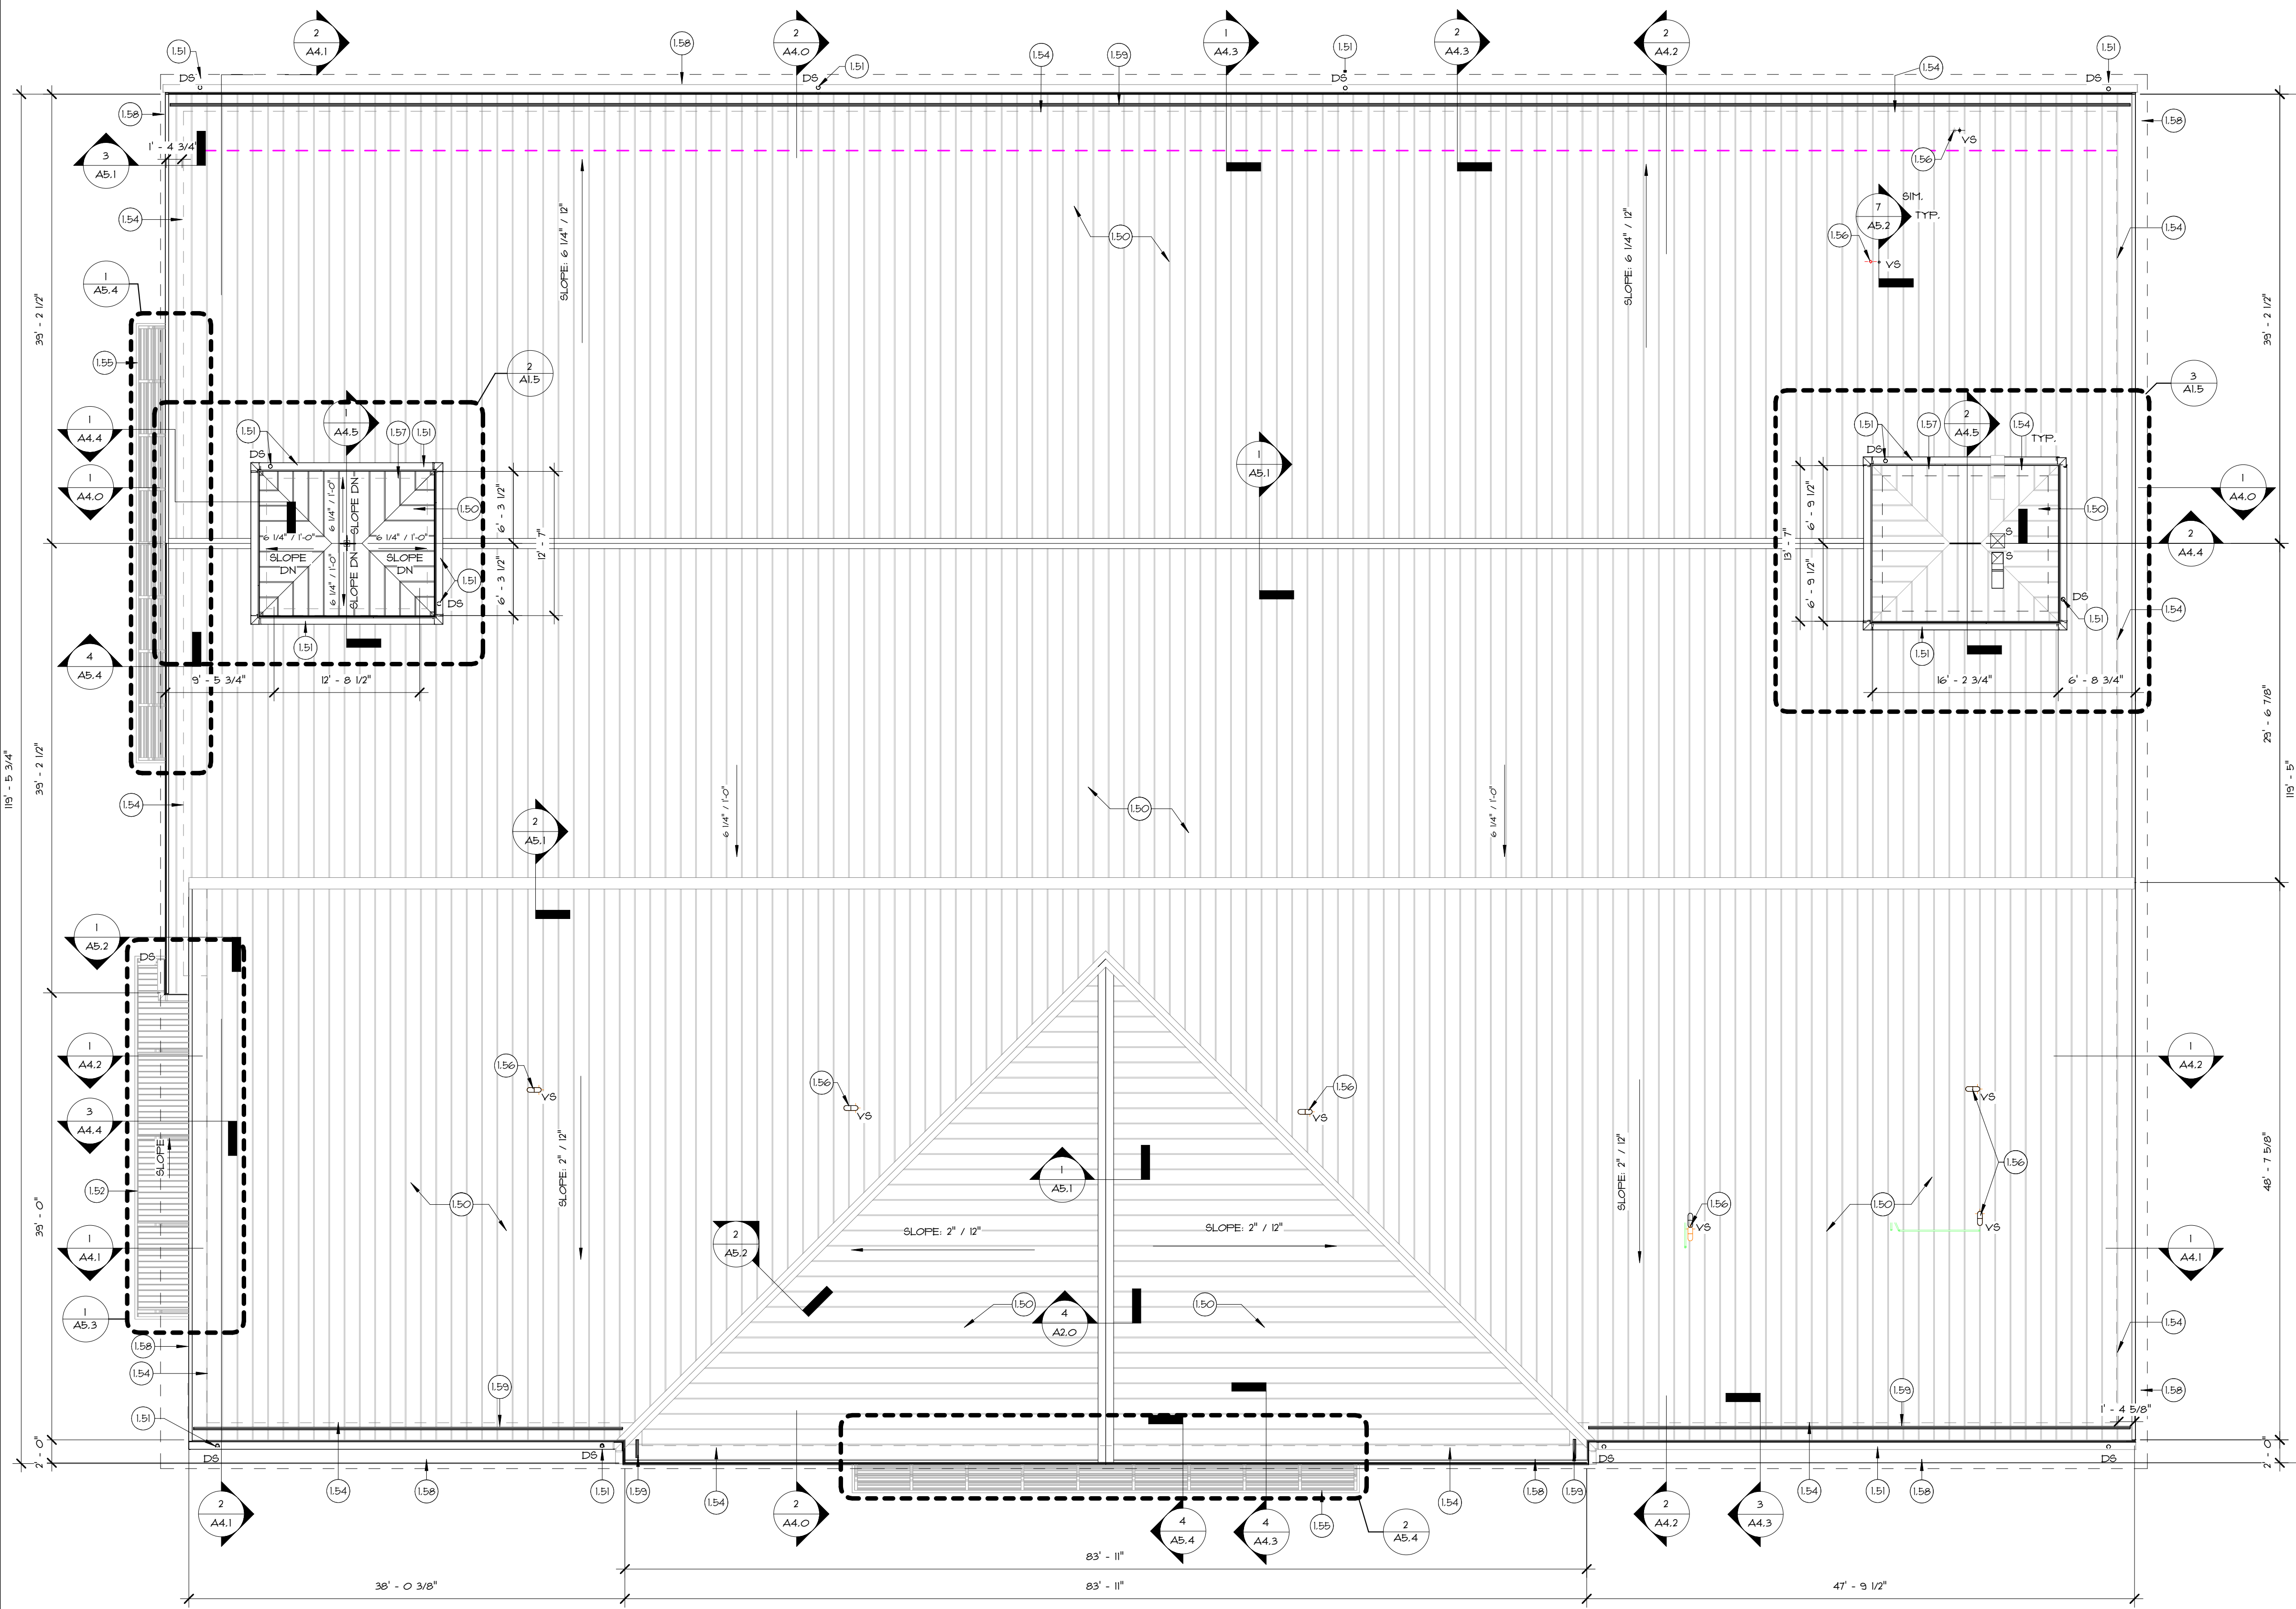 2
A4.1
2
A4.0
1
A4.3
2
A4.3
2
A4.2
1.51
1.58
1.51
1.54
1.59
1.51
1.54
1.51
DS
DS
DS
DS
1.58
1.58
3
A5.1
1' - 4 3/4"
1.56
VS
1.54
7
A5.2
SIM.
TYP.
1.54
1.56
VS
SLOPE: 6 1/4" / 12"
1.50
SLOPE: 6 1/4" / 12"
1
A5.4
39' - 2 1/2"
39' - 2 1/2"
1.55
2
A1.5
3
A1.5
1
A4.4
1
A4.5
1.51
1.57
1.51
DS
1
A5.1
2
A4.5
1.51
1.57
1.54
TYP.
DS
1
A4.0
1
A4.0
1.50
1.50
6 1/4" / 1'-0"
SLOPE DN
6 1/4" / 1'-0"
SLOPE
DN
6 1/4" / 1'-0"
SLOPE
DN
6 1/4" / 1'-0"
SLOPE DN
6' - 3 1/2"
12' - 7"
6' - 3 1/2"
13' - 7"
6' - 9 1/2"
6' - 9 1/2"
S
S
2
A4.4
1.51
DS
DS
1.51
1.54
1.51
1.51
4
A5.4
9' - 5 3/4"
12' - 8 1/2"
16' - 2 3/4"
6' - 8 3/4"
119' - 5 3/4"
39' - 2 1/2"
29' - 6 7/8"
119' - 5"
1.54
2
A5.1
6 1/4" / 1'-0"
1.50
6 1/4" / 1'-0"
1
A5.2
DS
1
A4.2
1.56
VS
1.56
VS
1.56
VS
VS
1
A4.2
3
A4.4
SLOPE
SLOPE: 2" / 12"
1
A5.1
SLOPE: 2" / 12"
1.56
48' - 7 5/8"
1.52
39' - 0"
1.50
2
A5.2
SLOPE: 2" / 12"
SLOPE: 2" / 12"
1.56
VS
1.50
VS
1
A4.1
1
A4.1
1
A5.3
1.50
4
A2.0
1.50
1.54
1.58
1.54
1.59
1.59
1.58
1.51
1' - 4 5/8"
2' - 0"
DS
DS
DS
DS
2' - 0"
2
A4.1
1.54
1.58
1.51
1.59
1.54
2
A4.0
4
A5.4
4
A4.3
1.55
2
A5.4
1.54
1.58
1.59
2
A4.2
3
A4.3
1.54
1.51
1.58
83' - 11"
38' - 0 3/8"
83' - 11"
47' - 9 1/2"